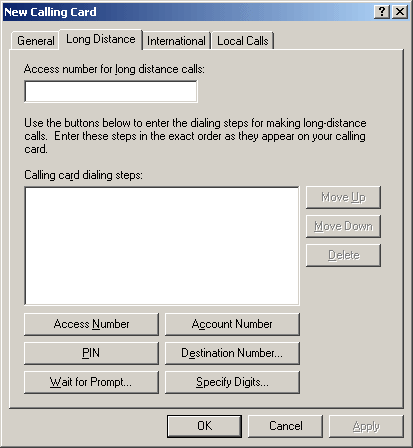 New Calling Card
General Long Distance International Local Calls
Access number for long distance calls:
Use the buttons below to enter the dialing steps for making long-distance
calls. Enter these steps in the exact order as they appear on your calling
card.
Calling card dialing steps:
Move Up
Move Down
Delete
Access Number Account Number
PIN Destination Number...
Wait for Prompt... Specify Digits...
OK Cancel Apply